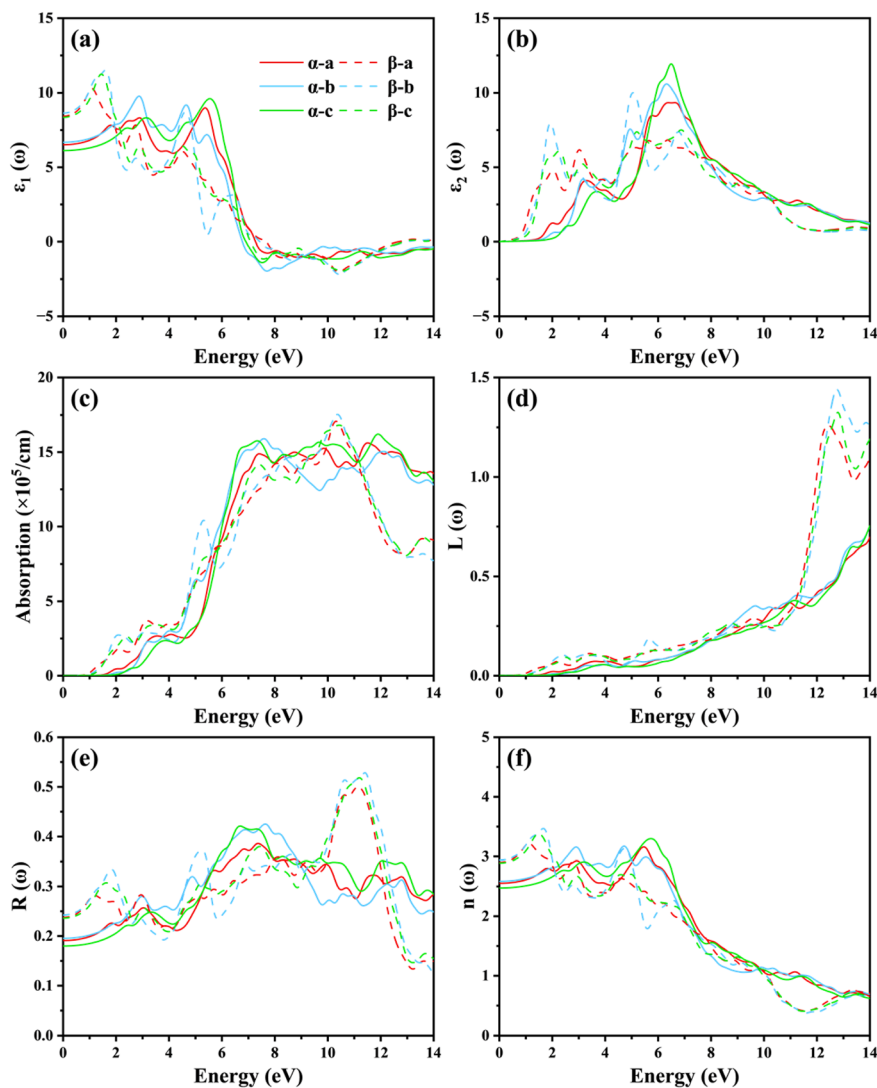 (a)
α-a β-a
α-b β-b
α-c β-c
15
10
5
0
−5
ε1 (ω)
0 2 4 6 8 10 12 14
Energy (eV)
(b)
15
10
5
0
−5
ε2 (ω)
0 2 4 6 8 10 12 14
Energy (eV)
(c)
20
15
10
5
0
Absorption (×10⁵/cm)
0 2 4 6 8 10 12 14
Energy (eV)
(d)
1.5
1.0
0.5
0.0
L (ω)
0 2 4 6 8 10 12 14
Energy (eV)
(e)
0.6
0.5
0.4
0.3
0.2
0.1
0.0
R (ω)
0 2 4 6 8 10 12 14
Energy (eV)
(f)
5
4
3
2
1
0
n (ω)
0 2 4 6 8 10 12 14
Energy (eV)